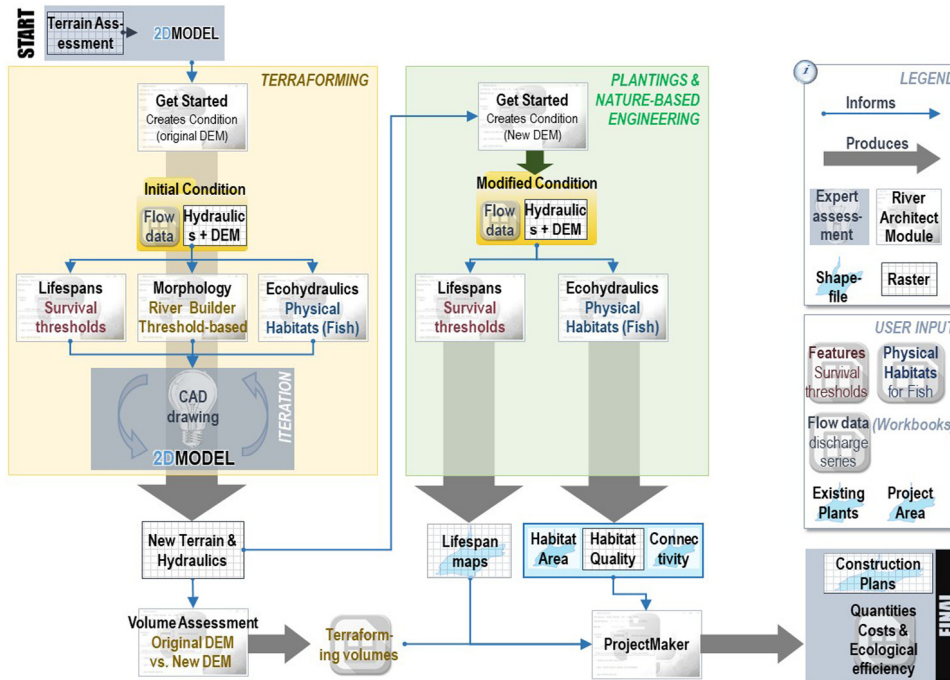 START
Terrain Ass-
essment
2DMODEL
TERRAFORMING
Get Started
Creates Condition
(original DEM)
Initial Condition
Flow
data
Hydraulic
s + DEM
Lifespans
Survival
thresholds
Morphology
River Builder
Threshold-based
Ecohydraulics
Physical
Habitats (Fish)
CAD
drawing
ITERATION
2DMODEL
New Terrain &
Hydraulics
Volume Assessment
Original DEM
vs. New DEM
Terraform-
ing volumes
PLANTINGS &
NATURE-BASED
ENGINEERING
Get Started
Creates Condition
(New DEM)
Modified Condition
Flow
data
Hydraulic
s + DEM
Lifespans
Survival
thresholds
Ecohydraulics
Physical
Habitats (Fish)
Lifespan
maps
Habitat
Area
Habitat
Quality
Connec
tivity
ProjectMaker
i
LEGEND
Informs
Produces
Expert
assess-
ment
River
Architect
Module
Shape-
file
Raster
USER INPUT
Features
Survival
thresholds
Physical
Habitats
for Fish
Flow data
discharge
series
(Workbooks
Existing
Plants
Project
Area
Construction
Plans
Quantities
Costs &
Ecological
efficiency